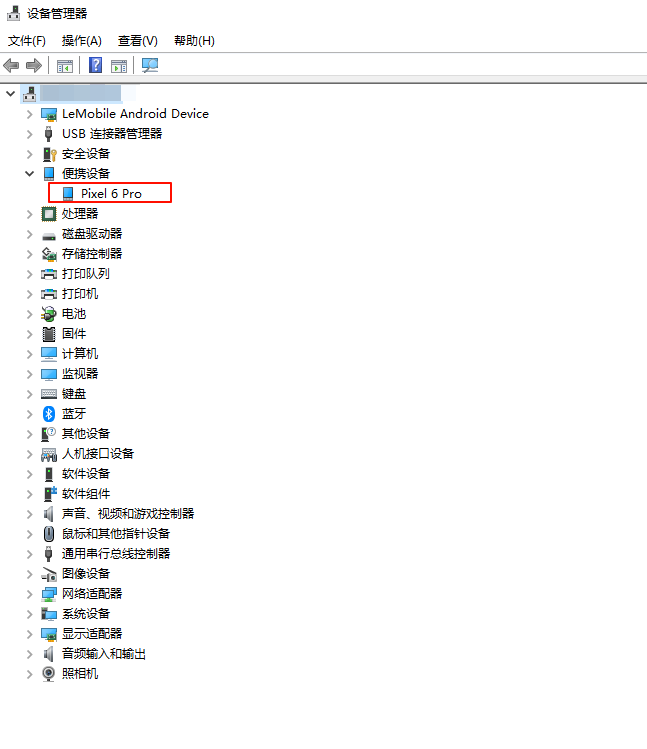 设备管理器
文件(F) 操作(A) 查看(V) 帮助(H)
LeMobile Android Device
USB 连接器管理器
安全设备
便携设备
Pixel 6 Pro
处理器
磁盘驱动器
存储控制器
打印队列
打印机
电池
固件
计算机
监视器
键盘
蓝牙
其他设备
人机接口设备
软件设备
软件组件
声音、视频和游戏控制器
鼠标和其他指针设备
通用串行总线控制器
图像设备
网络适配器
系统设备
显示适配器
音频输入和输出
照相机